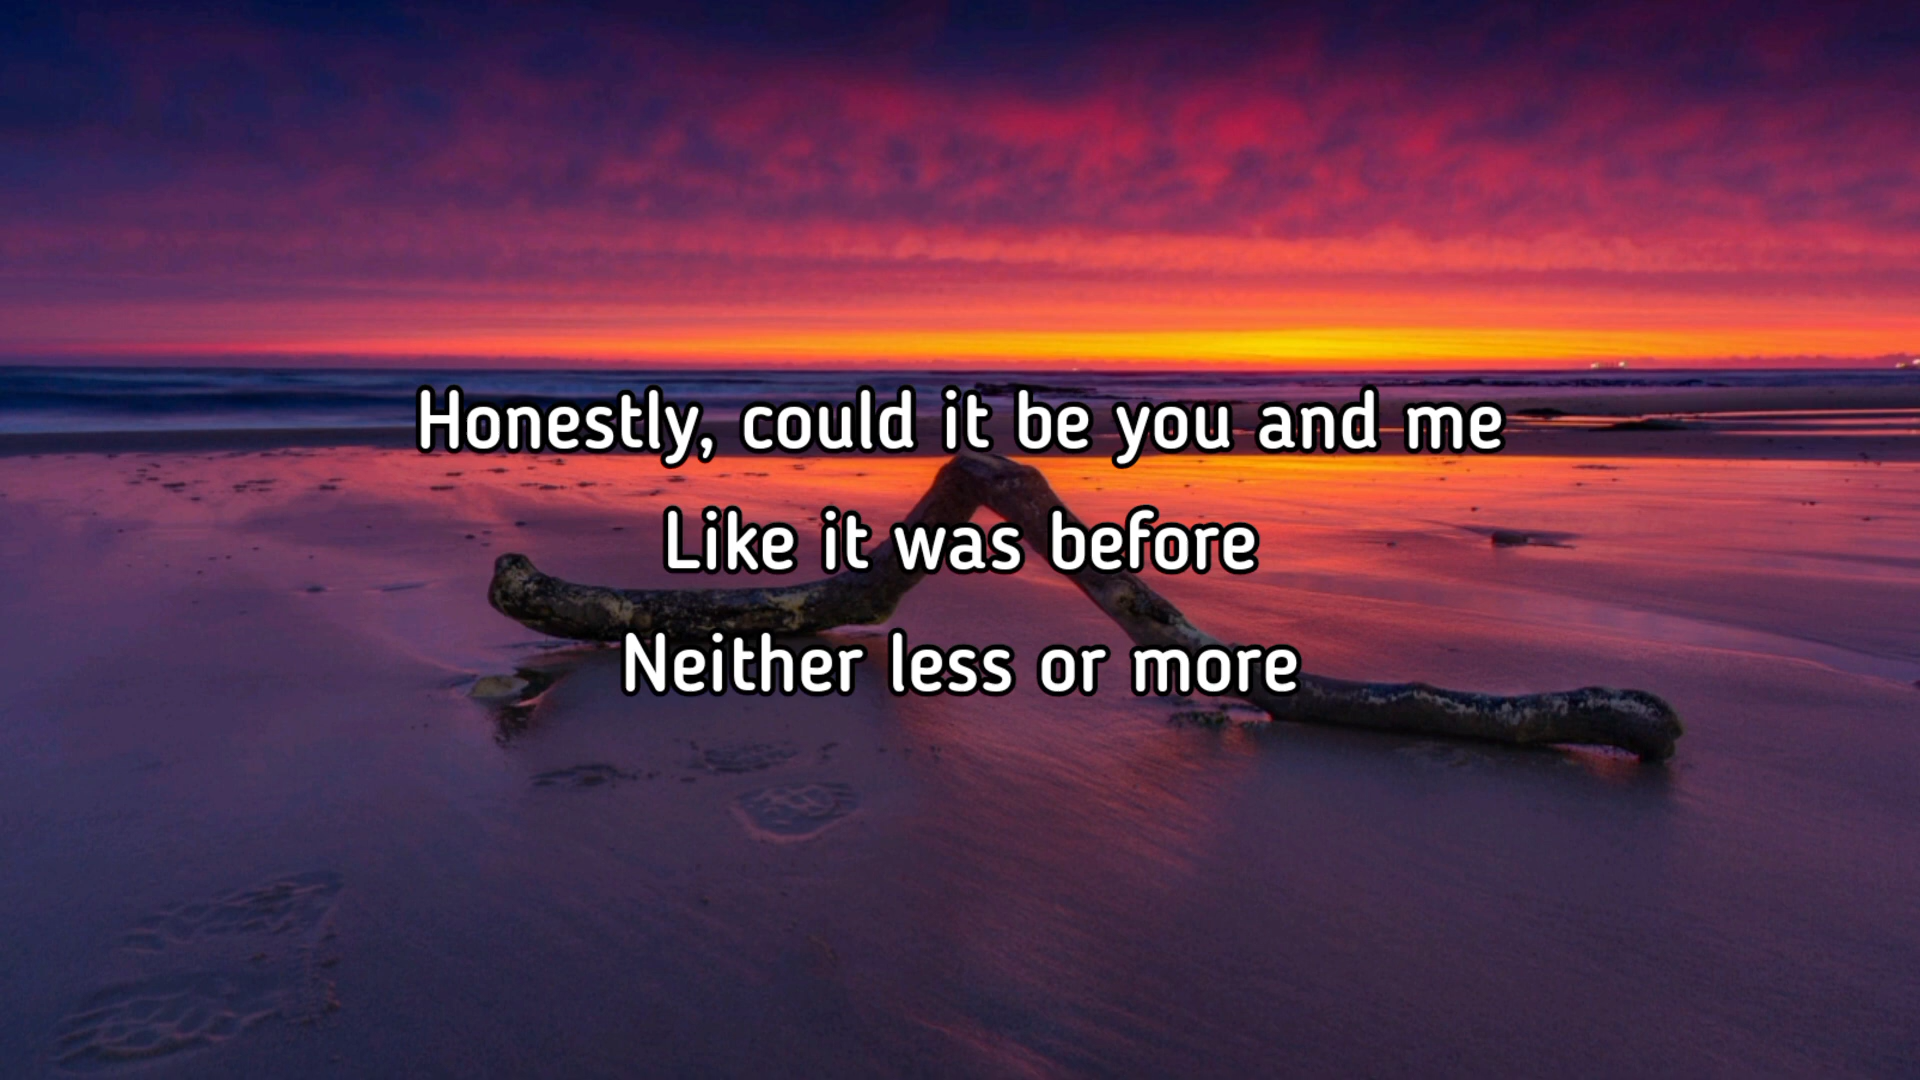 Honestly, could it be you and me
Like it was before
Neither less or more